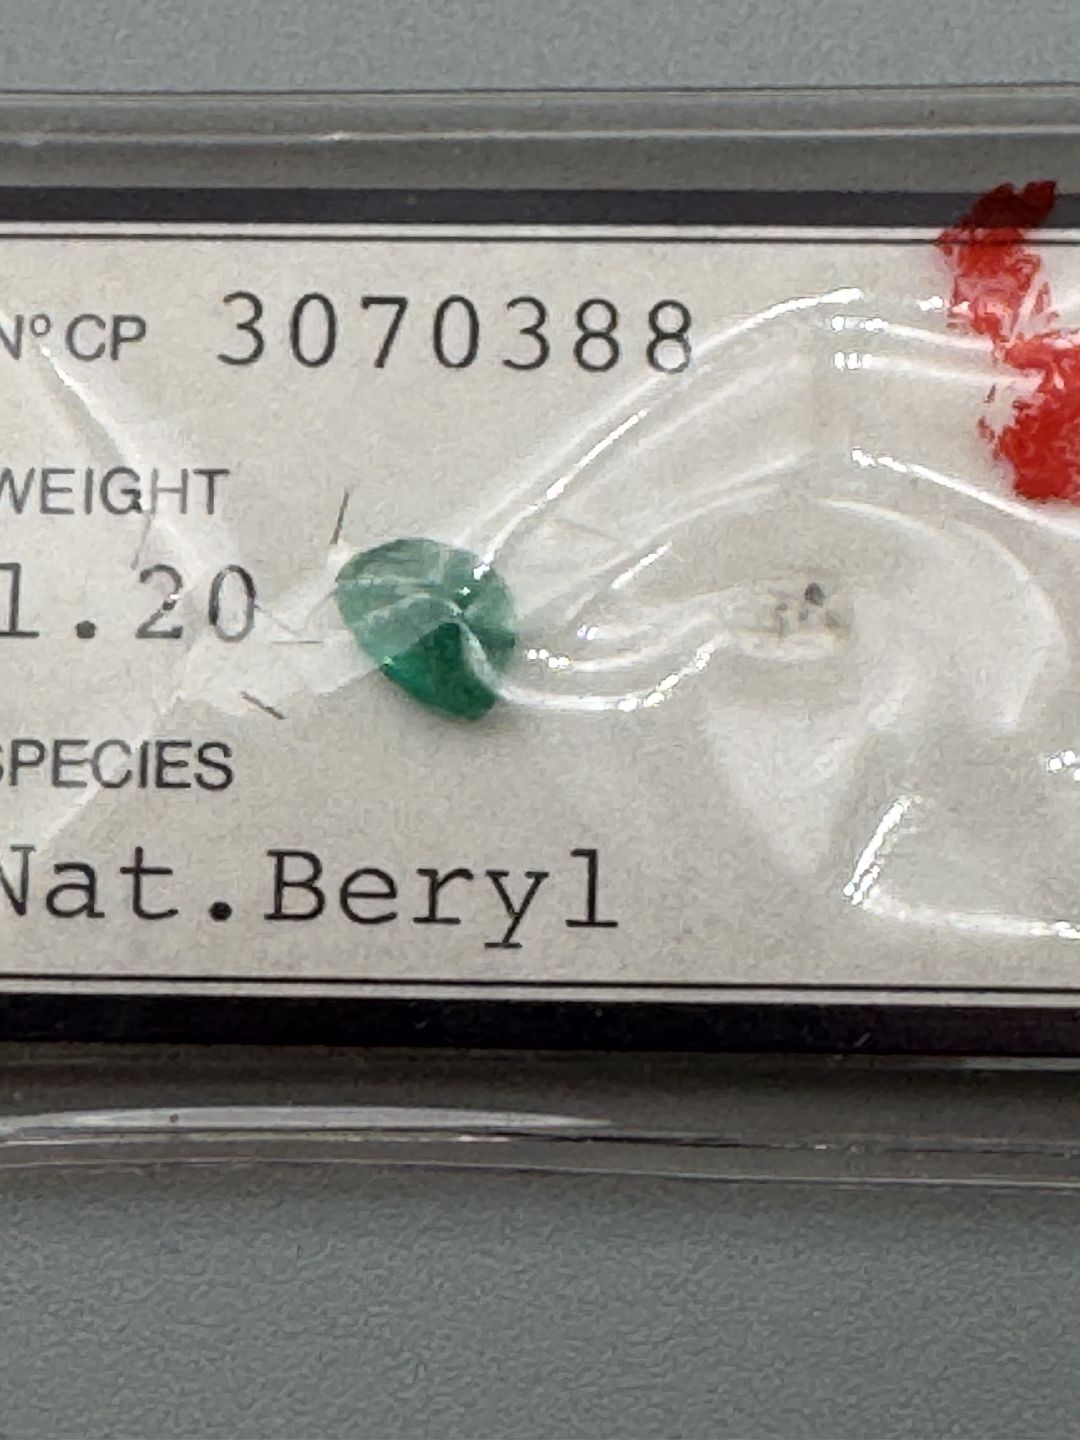 NºCP 3070388
WEIGHT
1.20
SPECIES
Nat.Beryl